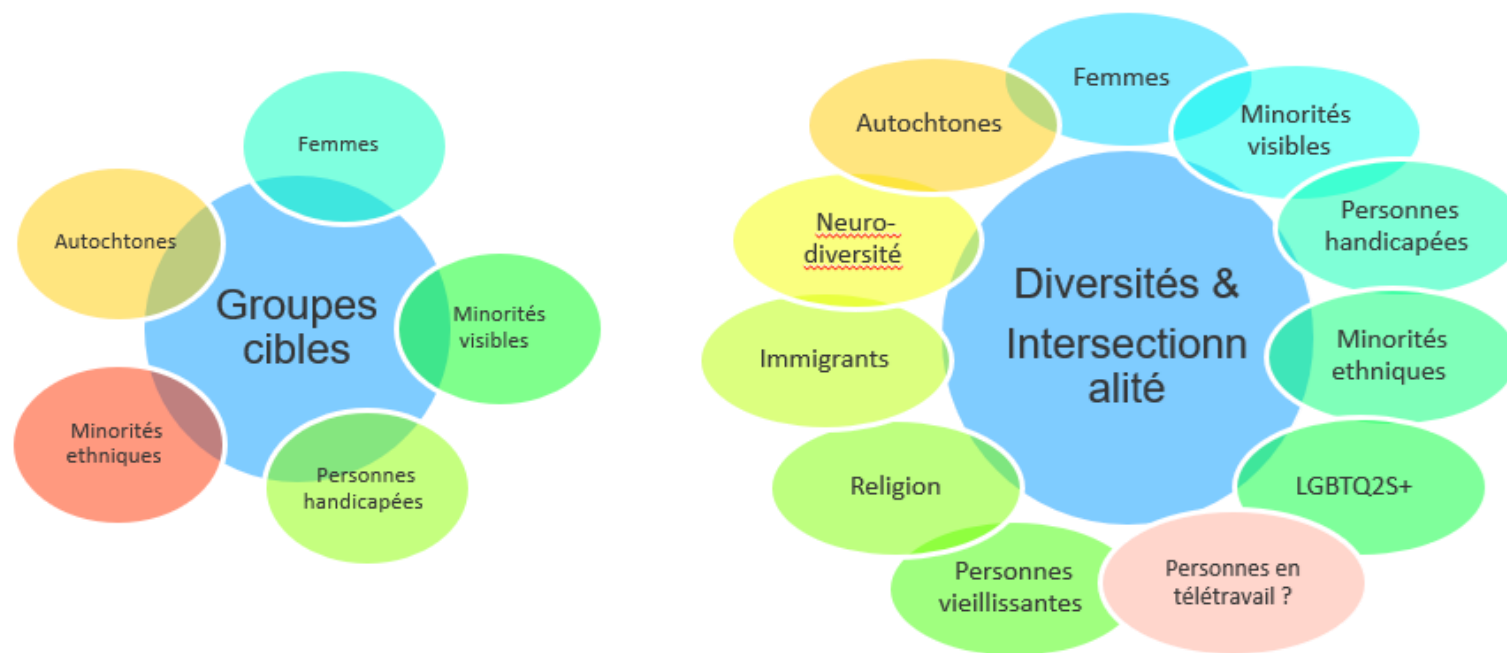 Femmes
Autochtones
Groupes
cibles
Minorités
visibles
Minorités
ethniques
Personnes
handicapées
Femmes
Autochtones
Minorités
visibles
Neuro-
diversité
Personnes
handicapées
Diversités &
Intersectionn
alité
Immigrants
Minorités
ethniques
Religion
LGBTQ2S+
Personnes
vieillissantes
Personnes en
télétravail ?